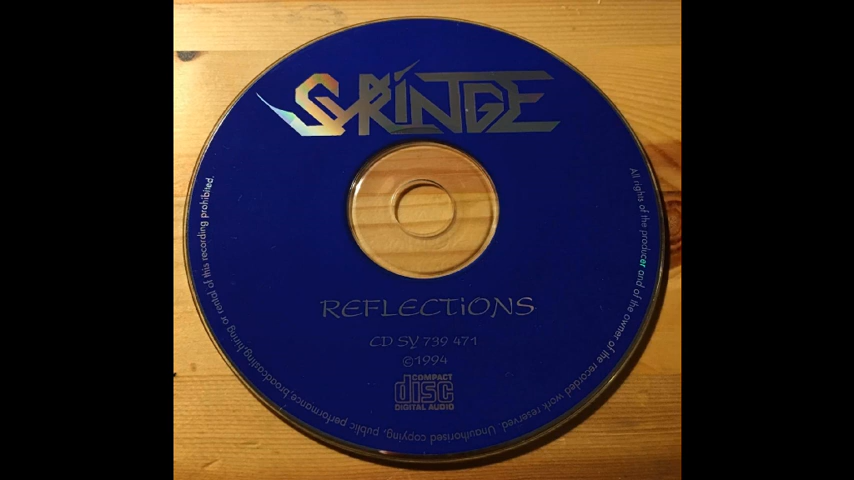 SYRINGE
REFLECTiONS
CD SY 739 471
©1994
COMPACT
disc
DIGITAL AUDIO
All rights of the producer and of the owner of the recorded work reserved. Unauthorised copying, public performance, broadcasting, hiring or rental of this recording prohibited.